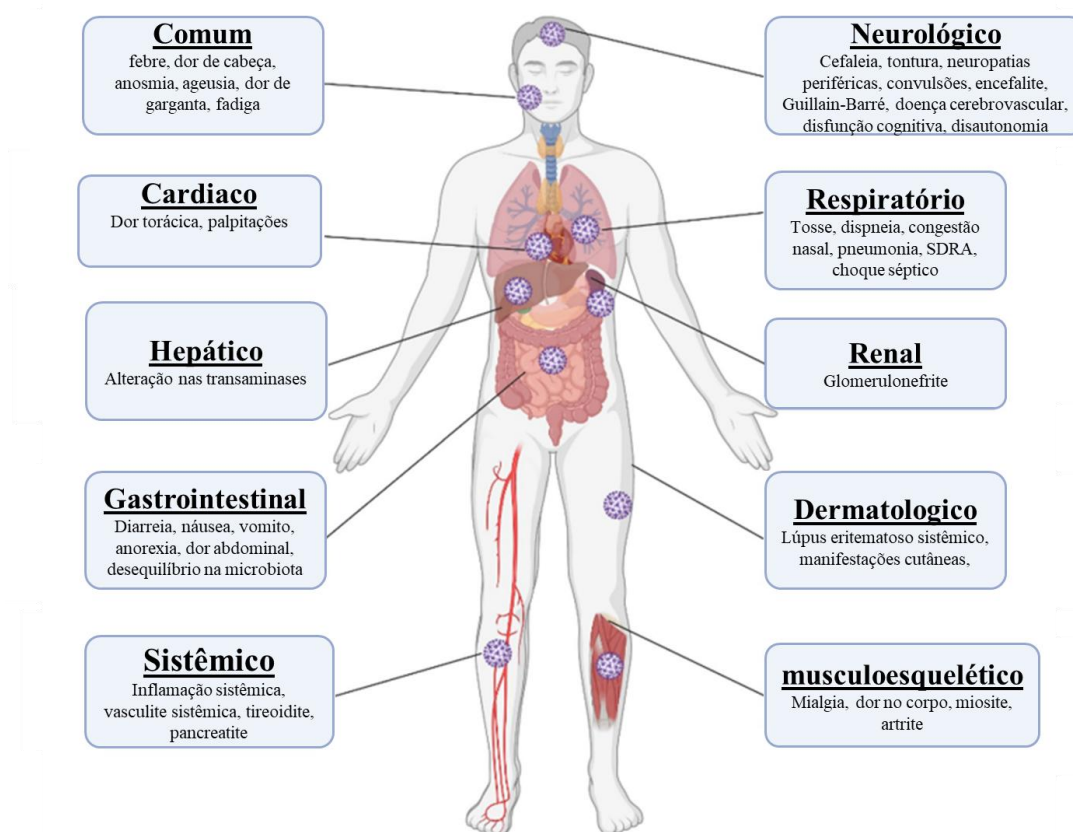 Comum
febre, dor de cabeça,
anosmia, ageusia, dor de
garganta, fadiga
Neurológico
Cefaleia, tontura, neuropatias
periféricas, convulsões, encefalite,
Guillain-Barré, doença cerebrovascular,
disfunção cognitiva, disautonomia
Cardiaco
Dor torácica, palpitações
Respiratório
Tosse, dispneia, congestão
nasal, pneumonia, SDRA,
choque séptico
Hepático
Alteração nas transaminases
Renal
Glomerulonefrite
Gastrointestinal
Diarreia, náusea, vomito,
anorexia, dor abdominal,
desequilíbrio na microbiota
Dermatologico
Lúpus eritematoso sistêmico,
manifestações cutâneas,
Sistêmico
Inflamação sistêmica,
vasculite sistêmica, tireoidite,
pancreatite
musculoesquelético
Mialgia, dor no corpo, miosite,
artrite